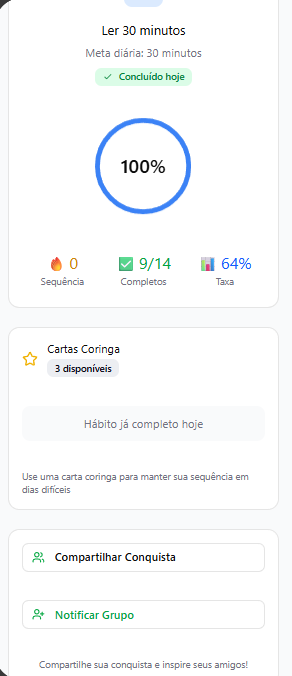 Ler 30 minutos
Meta diária: 30 minutos
Concluído hoje
100%
0 9/14 64%
Sequência Completos Taxa
Cartas Coringa
3 disponíveis
Hábito já completo hoje
Use uma carta coringa para manter sua sequência em
dias difíceis
Compartilhar Conquista
Notificar Grupo
Compartilhe sua conquista e inspire seus amigos!